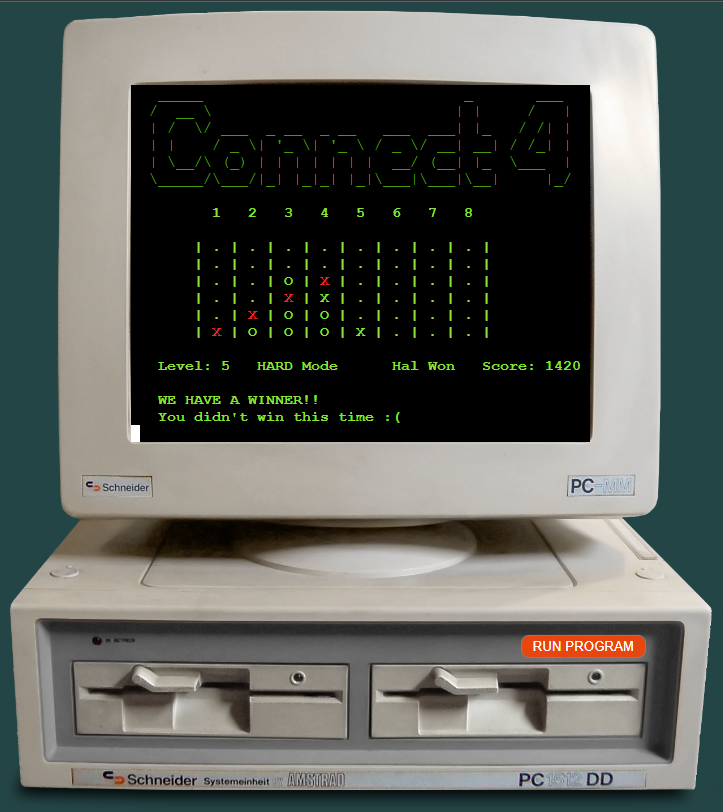 Connect 4
1 2 3 4 5 6 7 8
| . | . | . | . | . | . | . | . |
| . | . | . | . | . | . | . | . |
| . | . | O | X | . | . | . | . |
| . | . | X | X | . | . | . | . |
| . | X | O | O | . | . | . | . |
| X | O | O | O | X | . | . | . |
Level: 5 HARD Mode Hal Won Score: 1420
WE HAVE A WINNER!!
You didn't win this time :(
Schneider PC-MM
RUN PROGRAM
Schneider Systemeinheit BY AMSTRAD PC 1512 DD